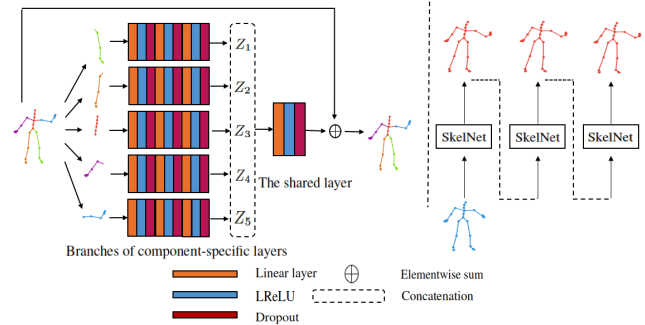 Z1
Z2
Z3
Z4
Z5
The shared layer
Branches of component-specific layers
SkelNet
SkelNet
SkelNet
Linear layer
Elementwise sum
LReLU
Concatenation
Dropout